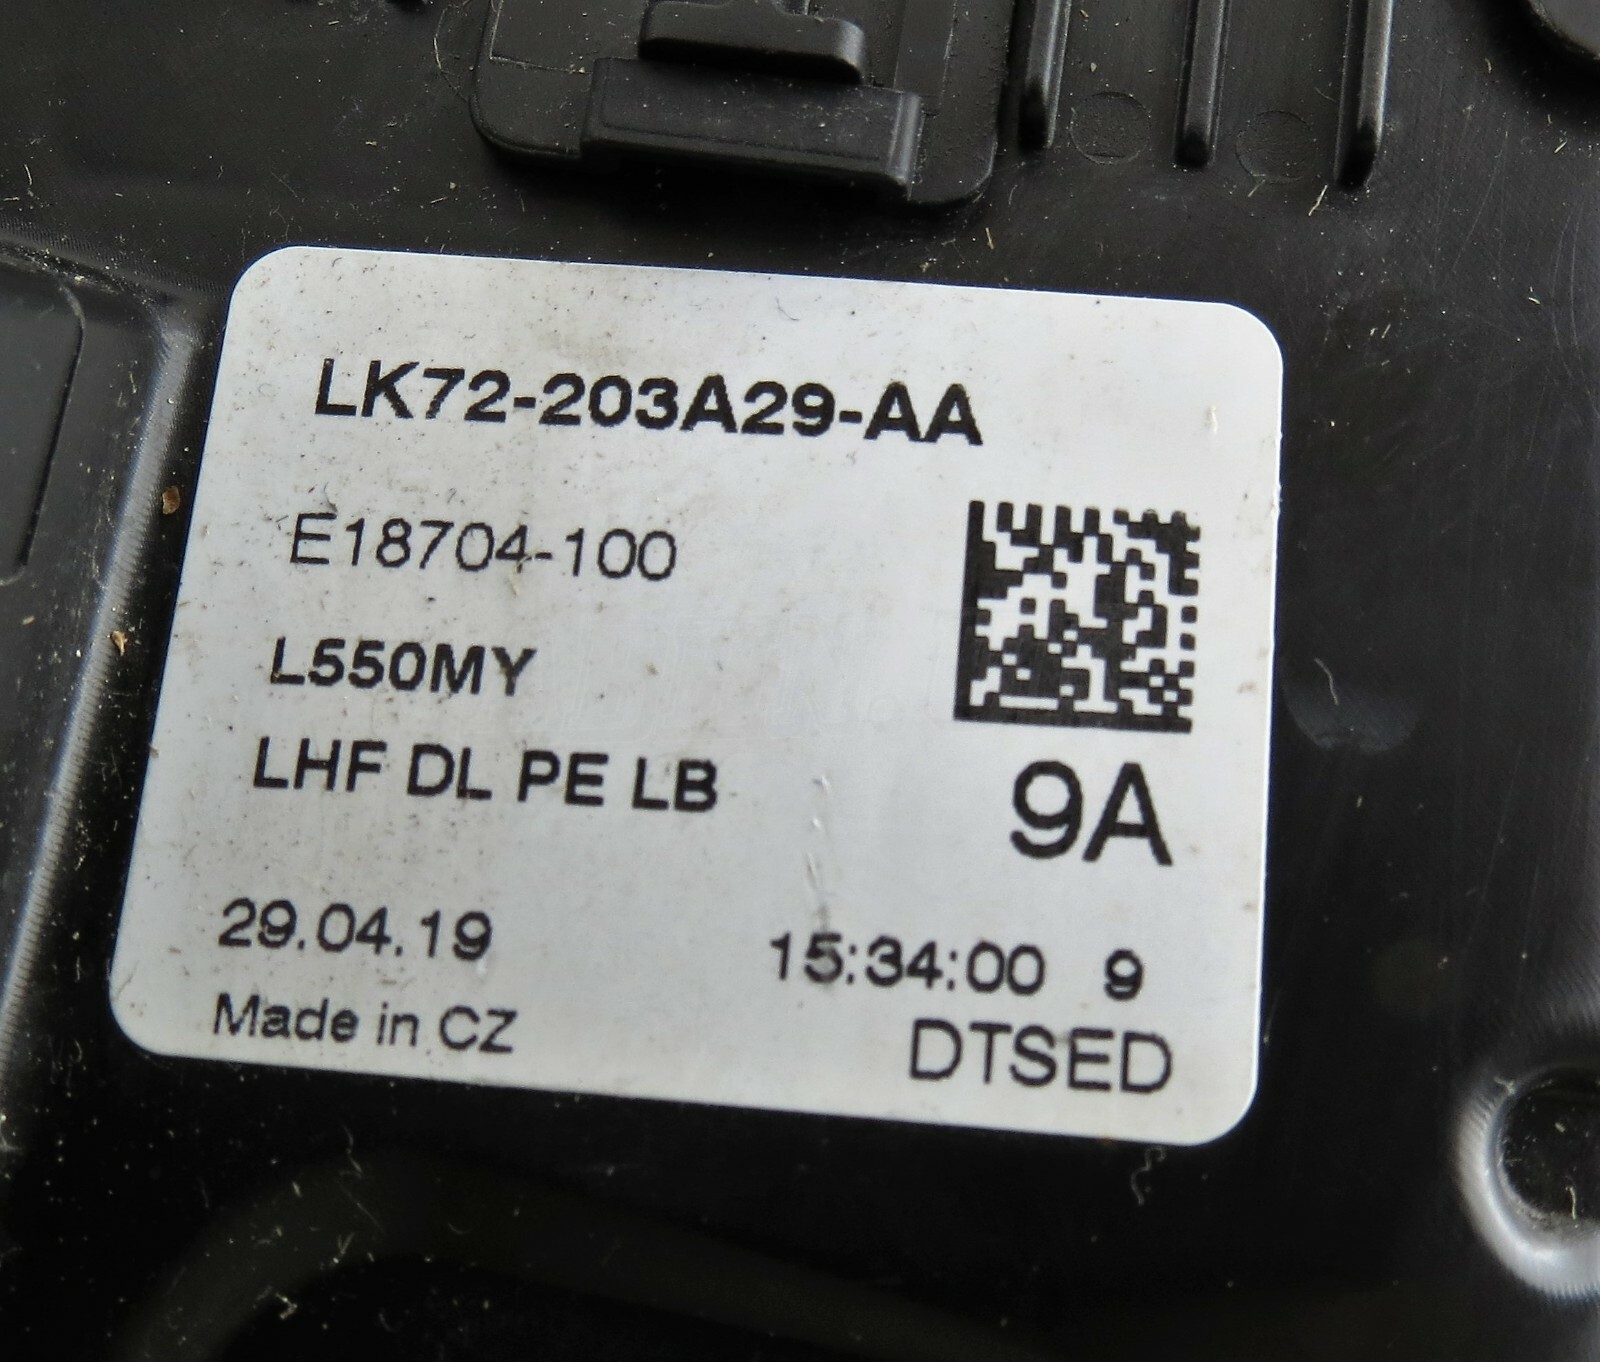 LK72-203A29-AA
E18704-100
L550MY
LHF DL PE LB
9A
29.04.19
15:34:00 9
Made in CZ
DTSED